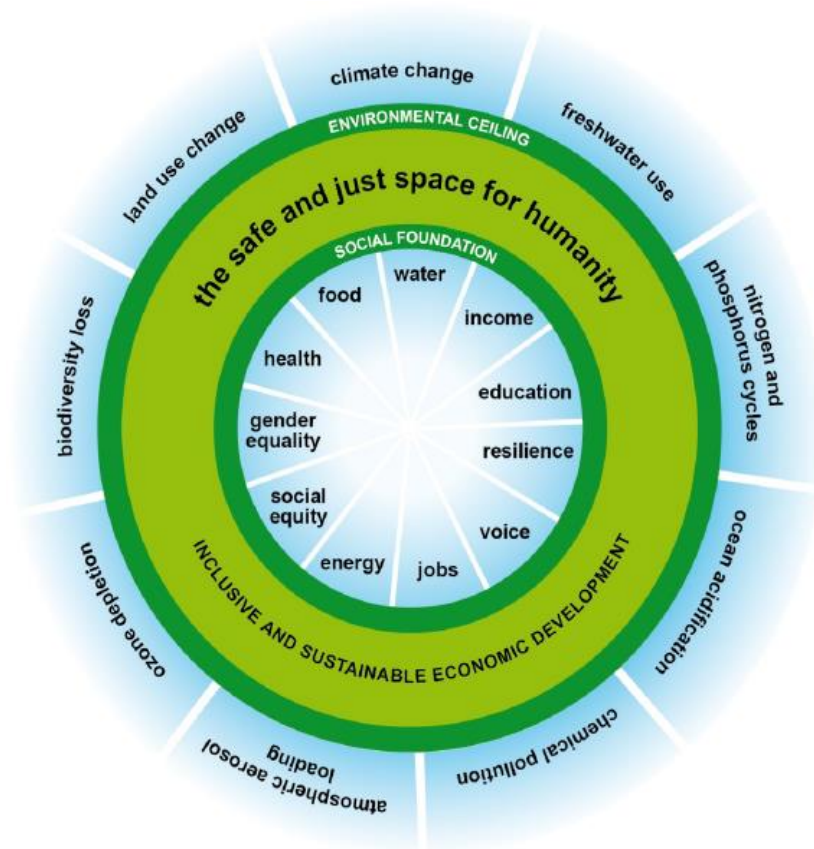 climate change
freshwater use
nitrogen and
phosphorus cycles
ocean acidification
chemical pollution
atmospheric aerosol
loading
ozone depletion
biodiversity loss
land use change
ENVIRONMENTAL CEILING
the safe and just space for humanity
SOCIAL FOUNDATION
water
income
education
resilience
voice
jobs
energy
social
equity
gender
equality
health
food
INCLUSIVE AND SUSTAINABLE ECONOMIC DEVELOPMENT